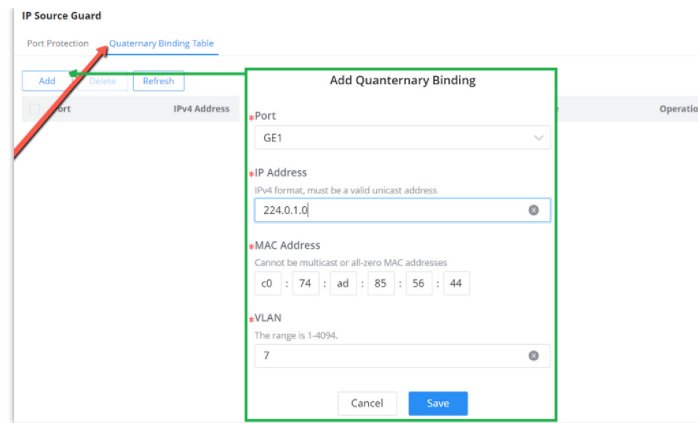 IP Source Guard
Port Protection Quaternary Binding Table
Add Delete Refresh
Port IPv4 Address Operatio
Add Quanternary Binding
*Port
GE1
*IP Address
IPv4 format, must be a valid unicast address
224.0.1.0
*MAC Address
Cannot be multicast or all-zero MAC addresses
c0 : 74 : ad : 85 : 56 : 44
*VLAN
The range is 1-4094.
7
Cancel Save